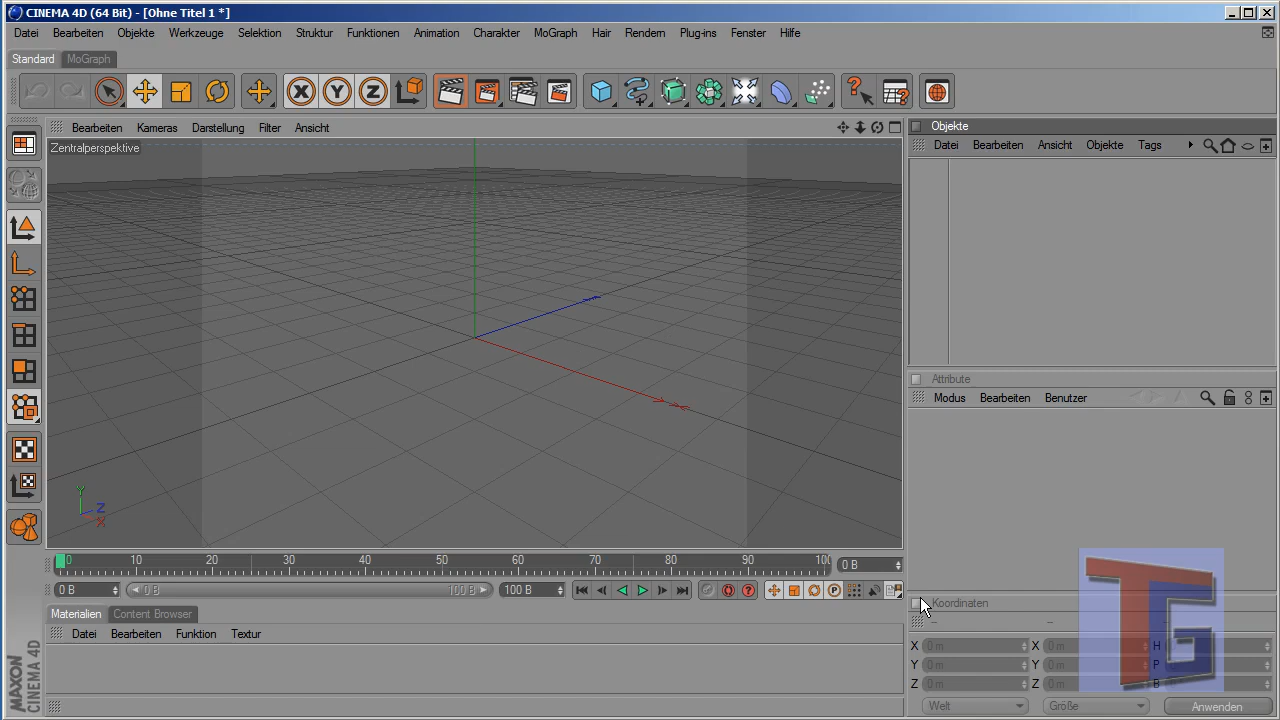 CINEMA 4D (64 Bit) - [Ohne Titel 1 *]
Datei Bearbeiten Objekte Werkzeuge Selektion Struktur Funktionen Animation Charakter MoGraph Hair Rendern Plug-ins Fenster Hilfe
Standard MoGraph
X Y Z
Bearbeiten Kameras Darstellung Filter Ansicht
Zentralperspektive
Y
Z
X
Objekte
Datei Bearbeiten Ansicht Objekte Tags
Attribute
Modus Bearbeiten Benutzer
0 10 20 30 40 50 60 70 80 90 100
0 B
0 B 0 B 100 B 100 B
P
Materialien Content Browser
Datei Bearbeiten Funktion Textur
MAXON
CINEMA 4D
Koordinaten
-- --
X 0 m X 0 m H
Y 0 m Y 0 m P
Z 0 m Z 0 m B
Welt Größe Anwenden
TG